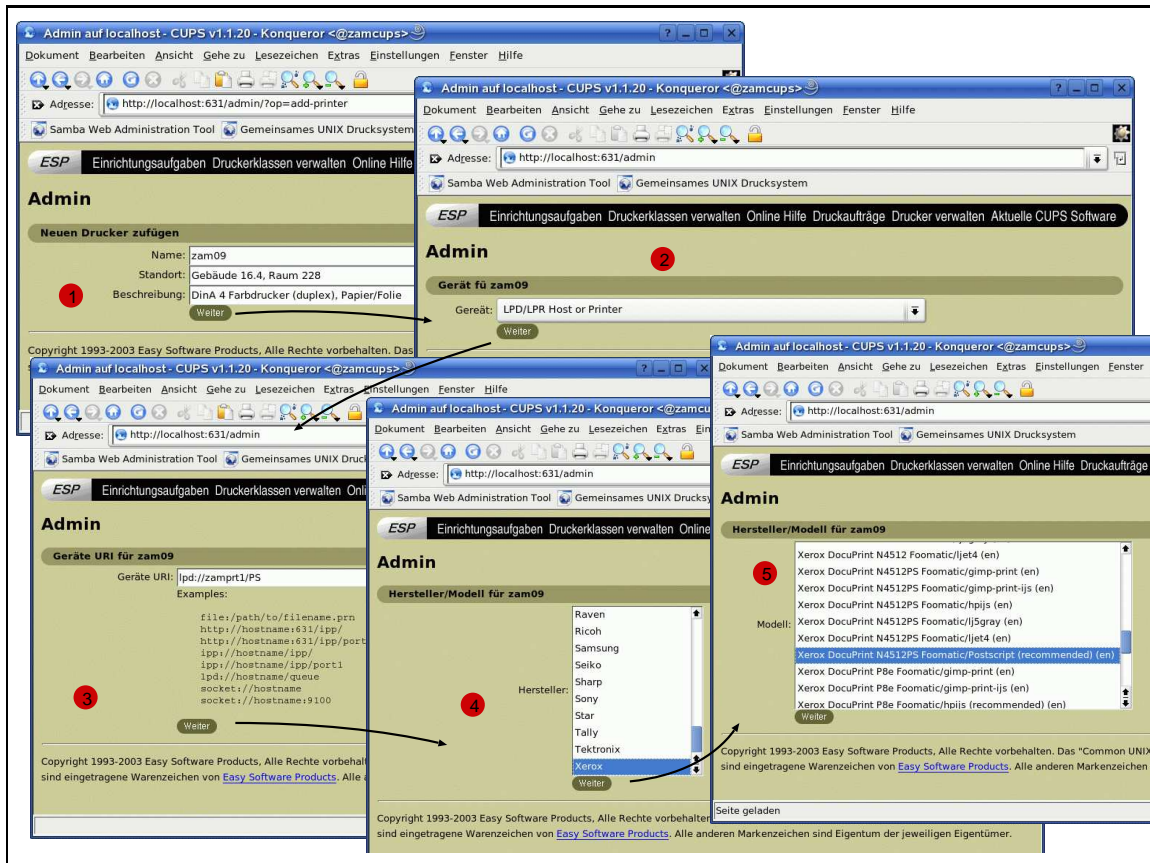 Admin auf localhost - CUPS v1.1.20 - Konqueror <@zamcups>
Dokument Bearbeiten Ansicht Gehe zu Lesezeichen Extras Einstellungen Fenster Hilfe
Adresse: http://localhost:631/admin/?op=add-printer
Samba Web Administration Tool Gemeinsames UNIX Drucksystem
ESP Einrichtungsaufgaben Druckerklassen verwalten Online Hilfe
Admin
Neuen Drucker zufügen
Name: zam09
Standort: Gebäude 16.4, Raum 228
1
Beschreibung: DinA 4 Farbdrucker (duplex), Papier/Folie
Weiter
Copyright 1993-2003 Easy Software Products, Alle Rechte vorbehalten. Das
Admin auf localhost - CUPS v1.1.20 - Konqueror <@zamcups>
Dokument Bearbeiten Ansicht Gehe zu Lesezeichen Extras Einstellungen Fenster Hilfe
Adresse: http://localhost:631/admin
Samba Web Administration Tool Gemeinsames UNIX Drucksystem
ESP Einrichtungsaufgaben Druckerklassen verwalten Online Hilfe Druckaufträge Drucker verwalten Aktuelle CUPS Software
Admin
2
Gerät fü zam09
Gereät: LPD/LPR Host or Printer
Weiter
Admin auf localhost - CUPS v1.1.20 - Konqueror <@zamcups>
Dokument Bearbeiten Ansicht Gehe zu Lesezeichen Extras Einstellungen Fenster Hilfe
Adresse: http://localhost:631/admin
Samba Web Administration Tool Gemeinsames UNIX Druck
ESP Einrichtungsaufgaben Druckerklassen verwalten Onli
Admin
Geräte URI für zam09
Geräte URI: lpd://zamprt1/PS
Examples:
file:/path/to/filename.prn
http://hostname:631/ipp/
http://hostname:631/ipp/port
ipp://hostname/ipp/
ipp://hostname/ipp/port1
lpd://hostname/queue
socket://hostname
socket://hostname:9100
3
Weiter
Copyright 1993-2003 Easy Software Products, Alle Rechte vorbehal
sind eingetragene Warenzeichen von Easy Software Products. Alle
Admin auf localhost - CUPS v1.1.20 - Konqueror <@zamcu
Dokument Bearbeiten Ansicht Gehe zu Lesezeichen Extras Ein
Adresse: http://localhost:631/admin
Samba Web Administration Tool Gemeinsames UNIX Drucksy
ESP Einrichtungsaufgaben Druckerklassen verwalten Online
Admin
Hersteller/Modell für zam09
Raven
Ricoh
Samsung
Seiko
Sharp
Hersteller:
Sony
4
Star
Tally
Tektronix
Xerox
Weiter
Copyright 1993-2003 Easy Software Products, Alle Rechte vorbehalten
sind eingetragene Warenzeichen von Easy Software Products. Alle anderen Markenzeichen sind Eigentum der jeweiligen Eigentümer.
Admin auf localhost - CUPS v1.1.20 - Konqueror <@zamcups>
Dokument Bearbeiten Ansicht Gehe zu Lesezeichen Extras Einstellungen Fenster
Adresse: http://localhost:631/admin
Samba Web Administration Tool Gemeinsames UNIX Drucksystem
ESP Einrichtungsaufgaben Druckerklassen verwalten Online Hilfe Druckaufträge
Admin
Hersteller/Modell für zam09
Xerox DocuPrint N4512 Foomatic/ljet4 (en)
5
Xerox DocuPrint N4512PS Foomatic/gimp-print (en)
Xerox DocuPrint N4512PS Foomatic/gimp-print-ijs (en)
Xerox DocuPrint N4512PS Foomatic/hpijs (en)
Modell:
Xerox DocuPrint N4512PS Foomatic/lj5gray (en)
Xerox DocuPrint N4512PS Foomatic/ljet4 (en)
Xerox DocuPrint N4512PS Foomatic/Postscript (recommended) (en)
Xerox DocuPrint P8e Foomatic/gimp-print (en)
Xerox DocuPrint P8e Foomatic/gimp-print-ijs (en)
Xerox DocuPrint P8e Foomatic/hpijs (recommended) (en)
Weiter
Copyright 1993-2003 Easy Software Products, Alle Rechte vorbehalten. Das "Common UNIX
sind eingetragene Warenzeichen von Easy Software Products. Alle anderen Markenzeichen
Seite geladen